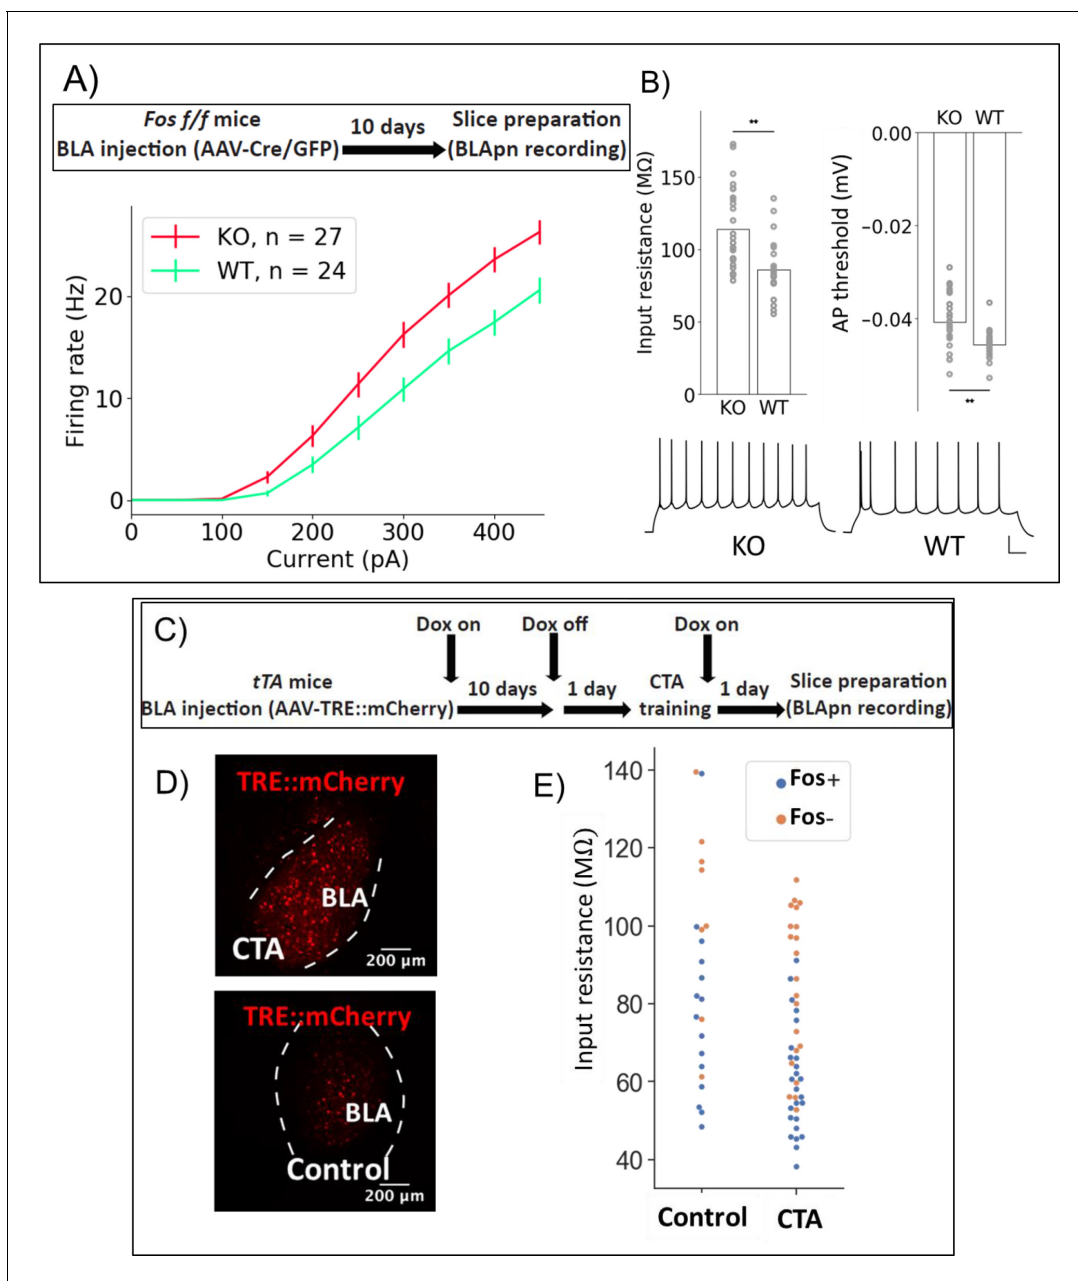 A)
Fos f/f mice
BLA injection (AAV-Cre/GFP)
10 days
Slice preparation
(BLApn recording)
KO, n = 27
WT, n = 24
Firing rate (Hz)
20
10
0
0
100
200
300
400
Current (pA)
B)
**
Input resistance (MΩ)
150
100
50
0
KO
WT
KO
WT
AP threshold (mV)
0.00
−0.02
−0.04
**
KO
WT
C)
Dox on
Dox off
Dox on
tTA mice
BLA injection (AAV-TRE::mCherry)
10 days
1 day
CTA
training
1 day
Slice preparation
(BLApn recording)
D)
TRE::mCherry
BLA
CTA
200 µm
TRE::mCherry
BLA
Control
200 µm
E)
Fos+
Fos-
Input resistance (MΩ)
140
120
100
80
60
40
Control
CTA